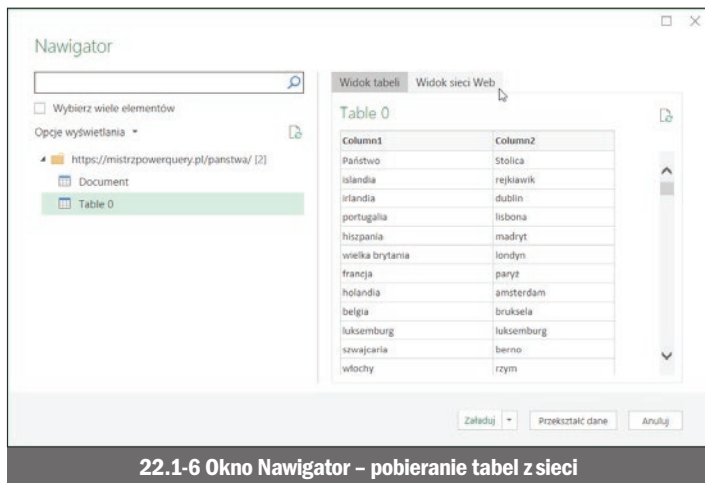 Nawigator
Wybierz wiele elementów
Opcje wyświetlania
https://mistrzpowerquery.pl/panstwa/ [2]
Document
Table 0
Widok tabeli Widok sieci Web
Table 0
Column1 Column2
Państwo Stolica
islandia rejkiawik
irlandia dublin
portugalia lisbona
hiszpania madryt
wielka brytania londyn
francja paryż
holandia amsterdam
belgia bruksela
luksemburg luksemburg
szwajcaria berno
włochy rzym
Załaduj Przekształć dane Anuluj
22.1-6 Okno Nawigator – pobieranie tabel z sieci